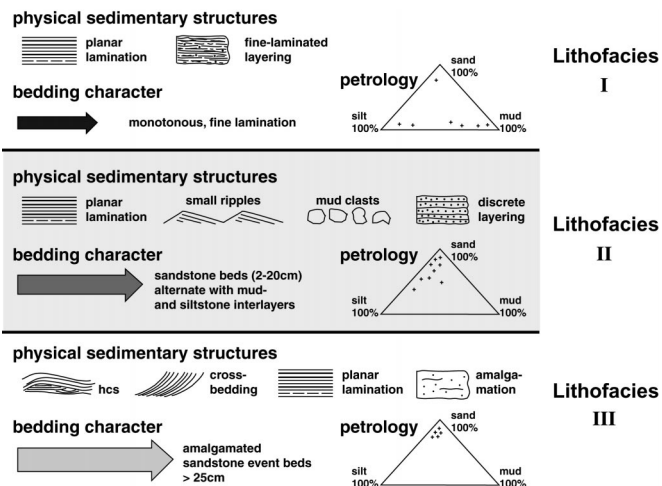 physical sedimentary structures
planar
lamination
fine-laminated
layering
bedding character
monotonous, fine lamination
petrology
sand
100%
silt
100%
mud
100%
Lithofacies
I
physical sedimentary structures
planar
lamination
small ripples
mud clasts
discrete
layering
bedding character
sandstone beds (2-20cm)
alternate with mud-
and siltstone interlayers
petrology
sand
100%
silt
100%
mud
100%
Lithofacies
II
physical sedimentary structures
hcs
cross-
bedding
planar
lamination
amalga-
mation
bedding character
amalgamated
sandstone event beds
> 25cm
petrology
sand
100%
silt
100%
mud
100%
Lithofacies
III